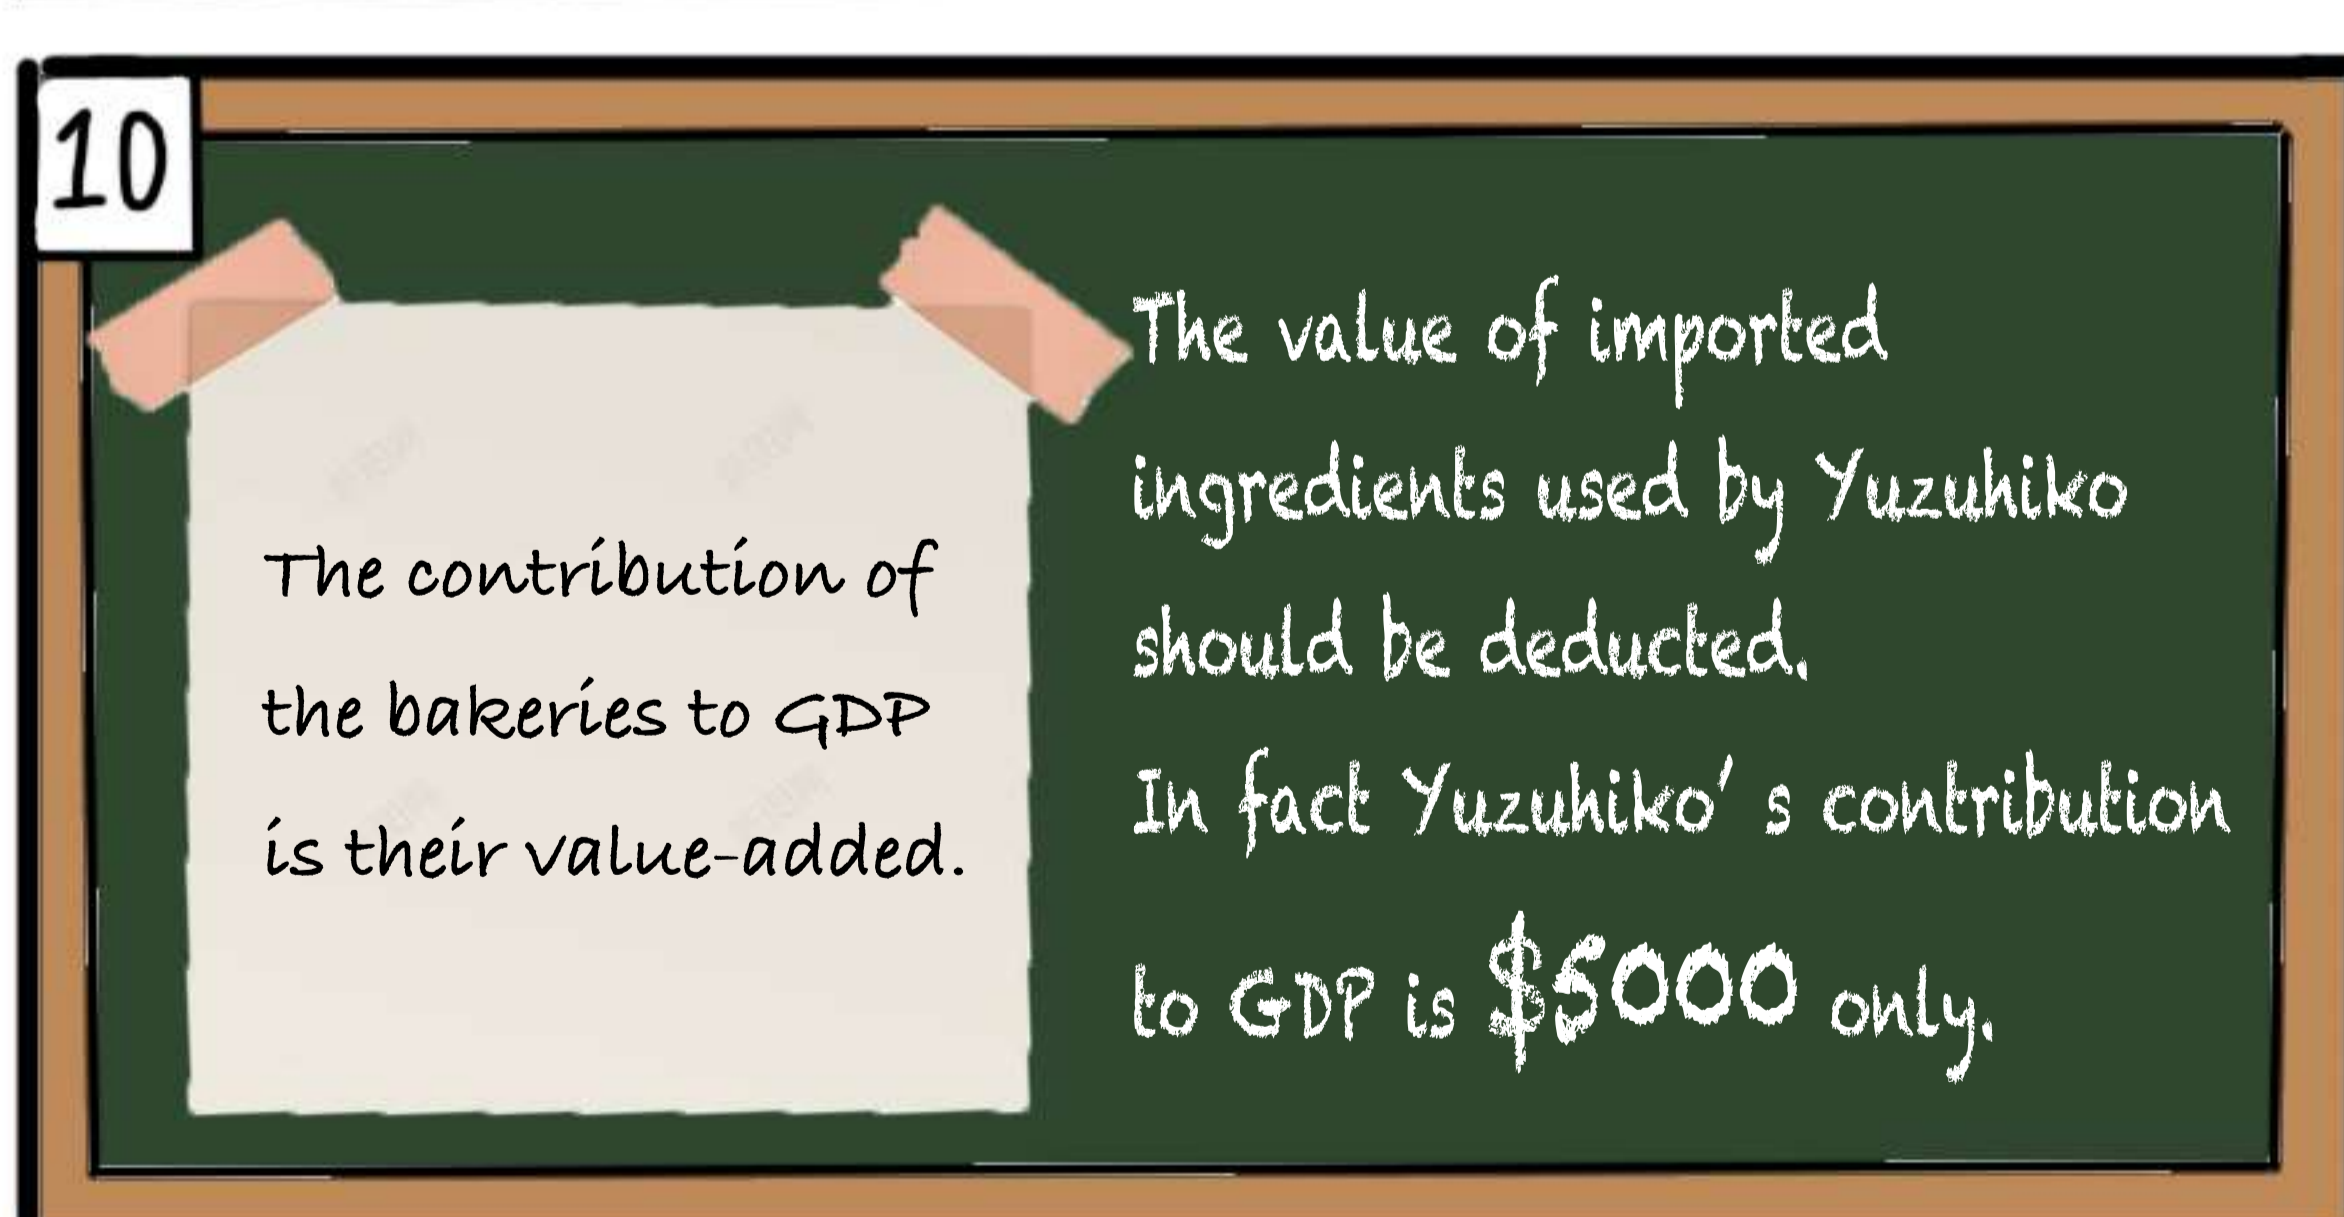 10
The contribution of
the bakeries to GDP
is their value-added.
The value of imported
ingredients used by Yuzuhiko
should be deducted.
In fact Yuzuhiko' s contribution
to GDP is $5000 only.